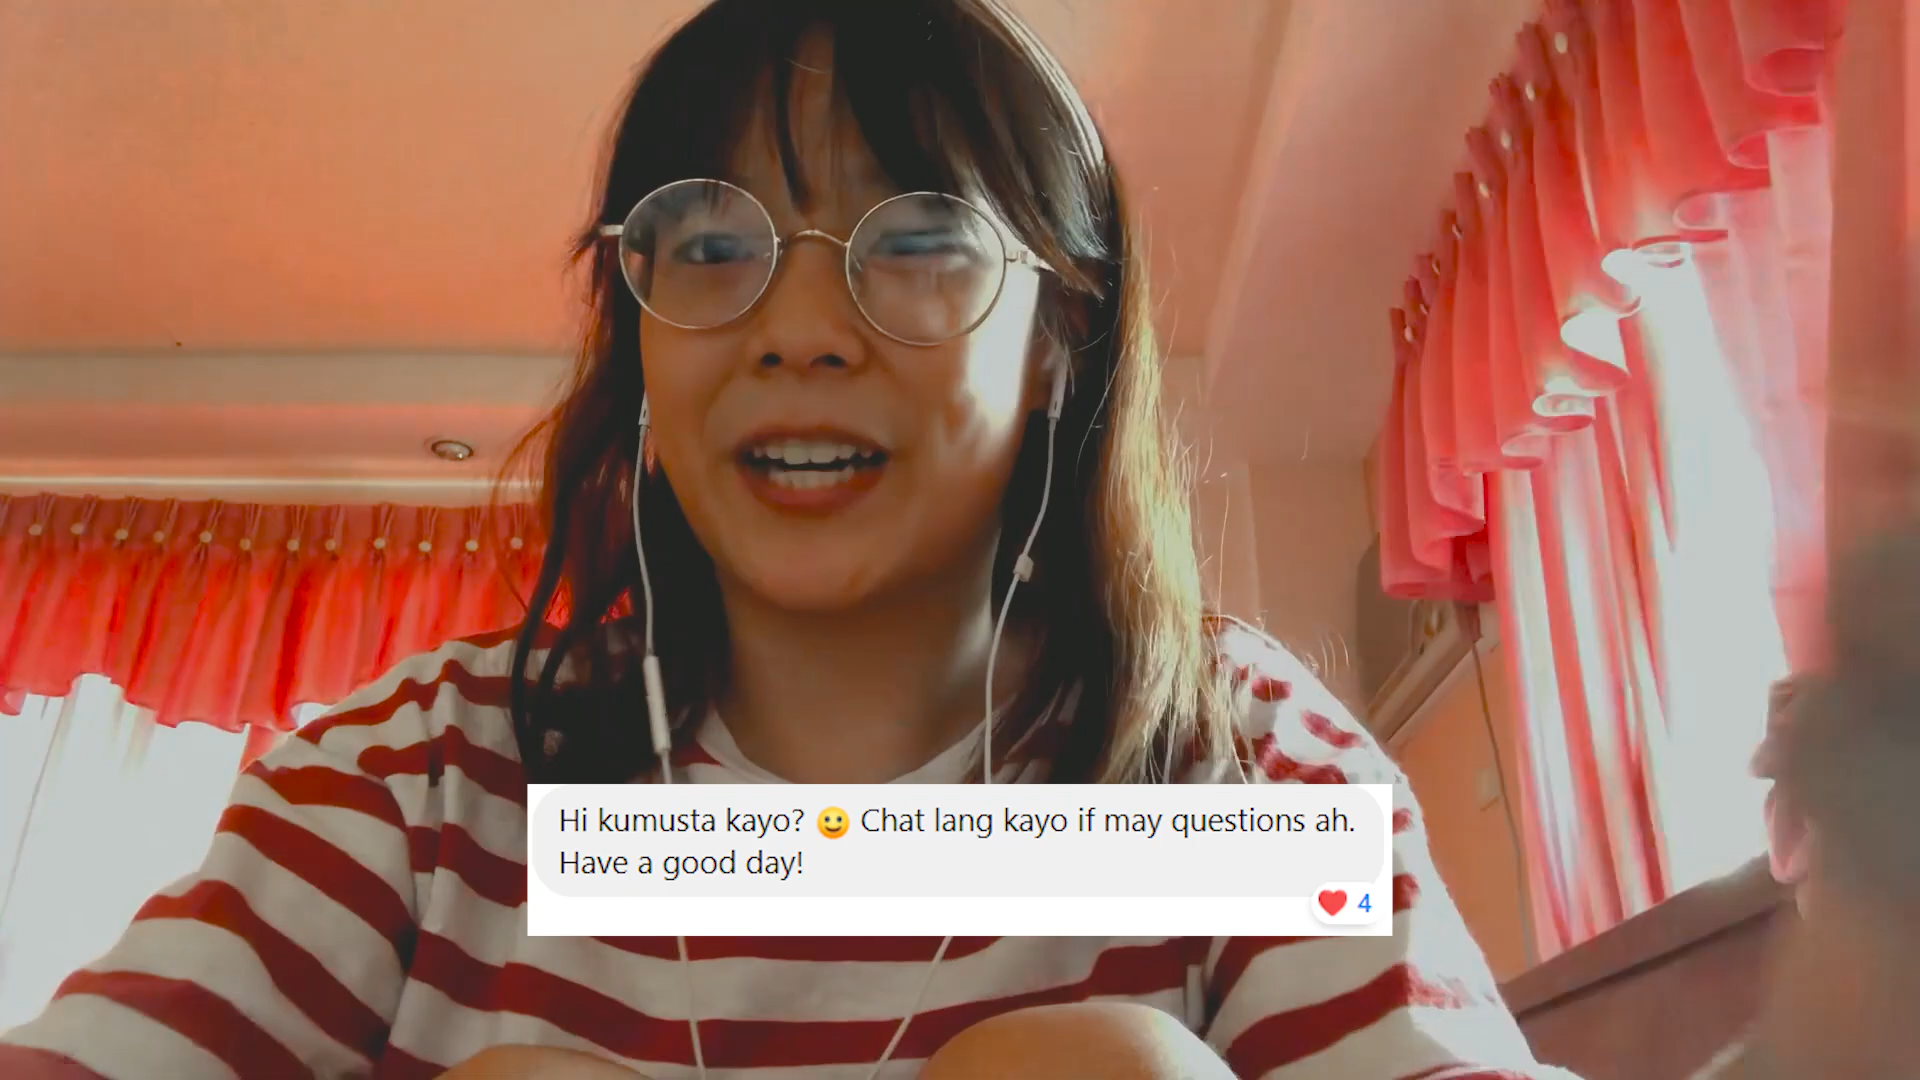 Hi kumusta kayo? 🙂 Chat lang kayo if may questions ah.
Have a good day!
❤️ 4